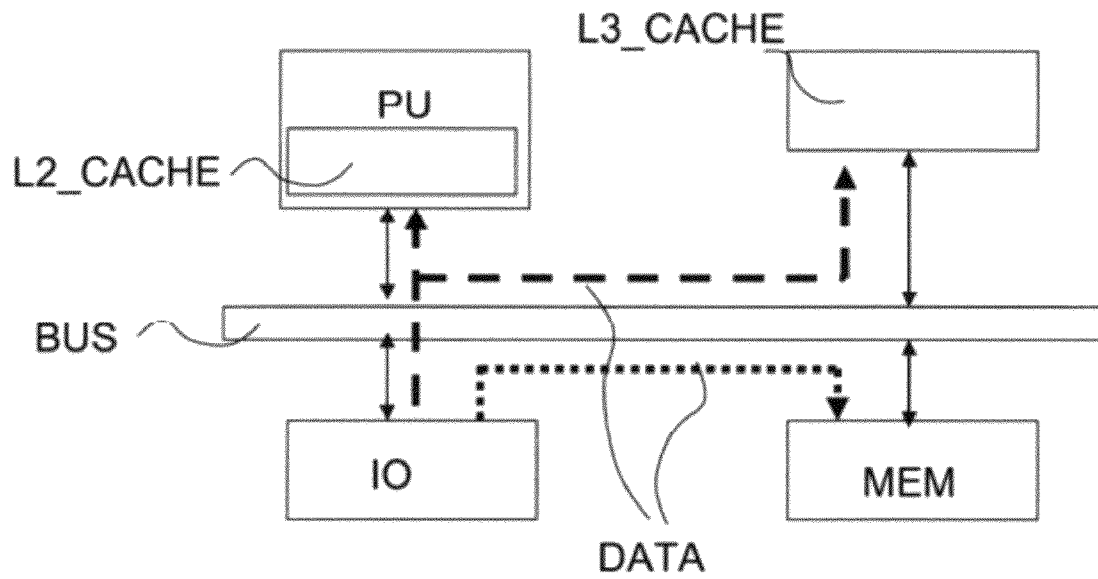 L3_CACHE
PU
L2_CACHE
BUS
IO
MEM
DATA